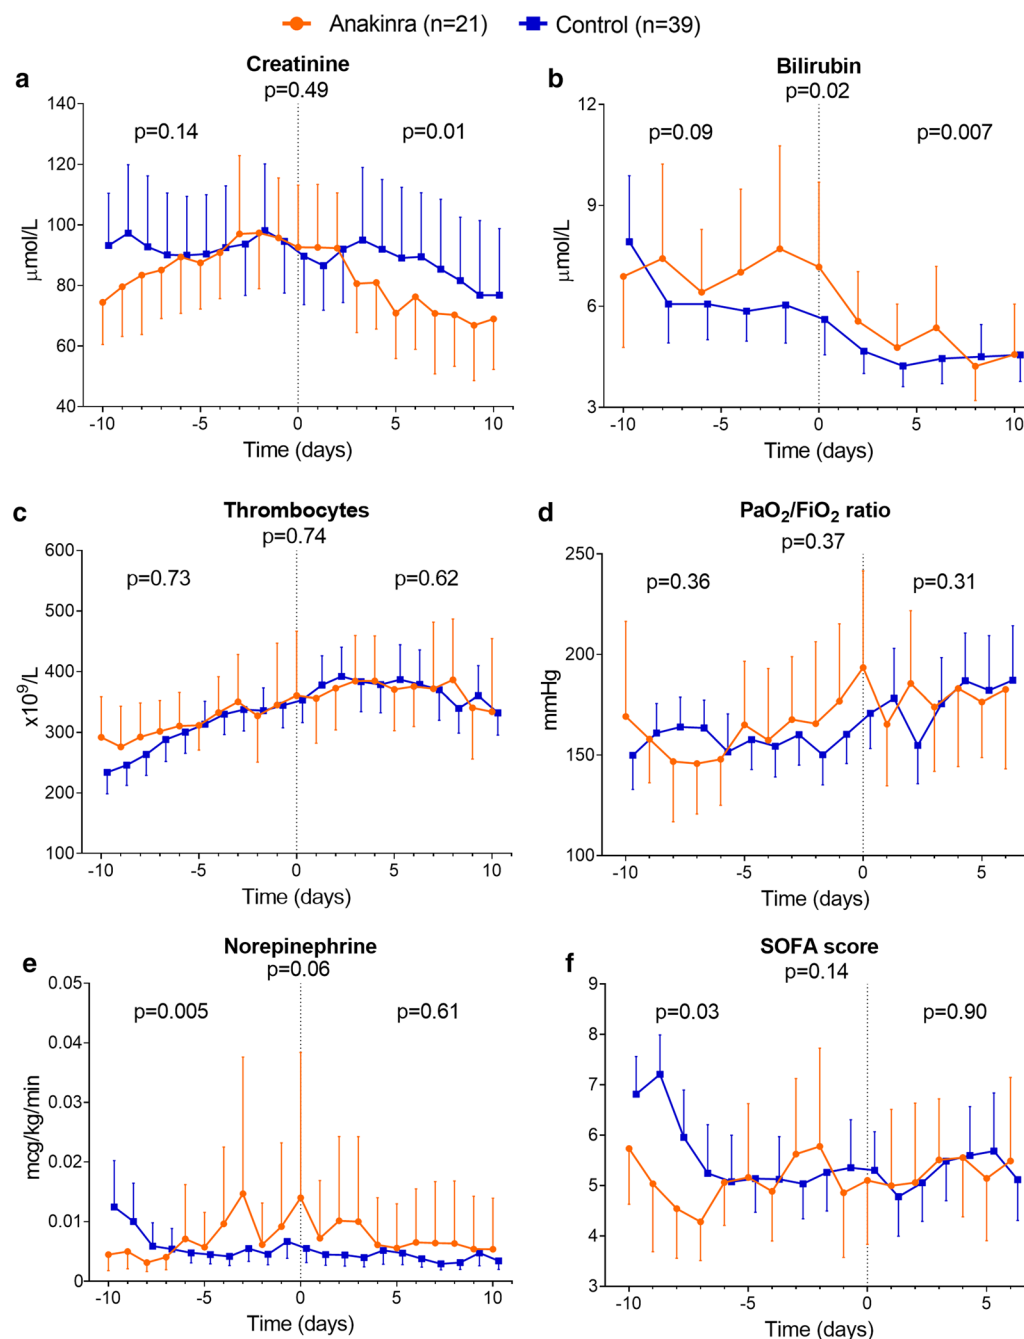 Anakinra (n=21) Control (n=39)
a
Creatinine
p=0.49
p=0.14
p=0.01
µmol/L
140
120
100
80
60
40
-10 -5 0 5 10
Time (days)
b
Bilirubin
p=0.02
p=0.09
p=0.007
µmol/L
12
9
6
3
-10 -5 0 5 10
Time (days)
c
Thrombocytes
p=0.74
p=0.73
p=0.62
x10⁹/L
600
500
400
300
200
100
-10 -5 0 5 10
Time (days)
d
PaO₂/FiO₂ ratio
p=0.37
p=0.36
p=0.31
mmHg
250
200
150
100
-10 -5 0 5
Time (days)
e
Norepinephrine
p=0.06
p=0.005
p=0.61
mcg/kg/min
0.05
0.04
0.03
0.02
0.01
0
-10 -5 0 5 10
Time (days)
f
SOFA score
p=0.14
p=0.03
p=0.90
9
8
7
6
5
4
3
-10 -5 0 5
Time (days)